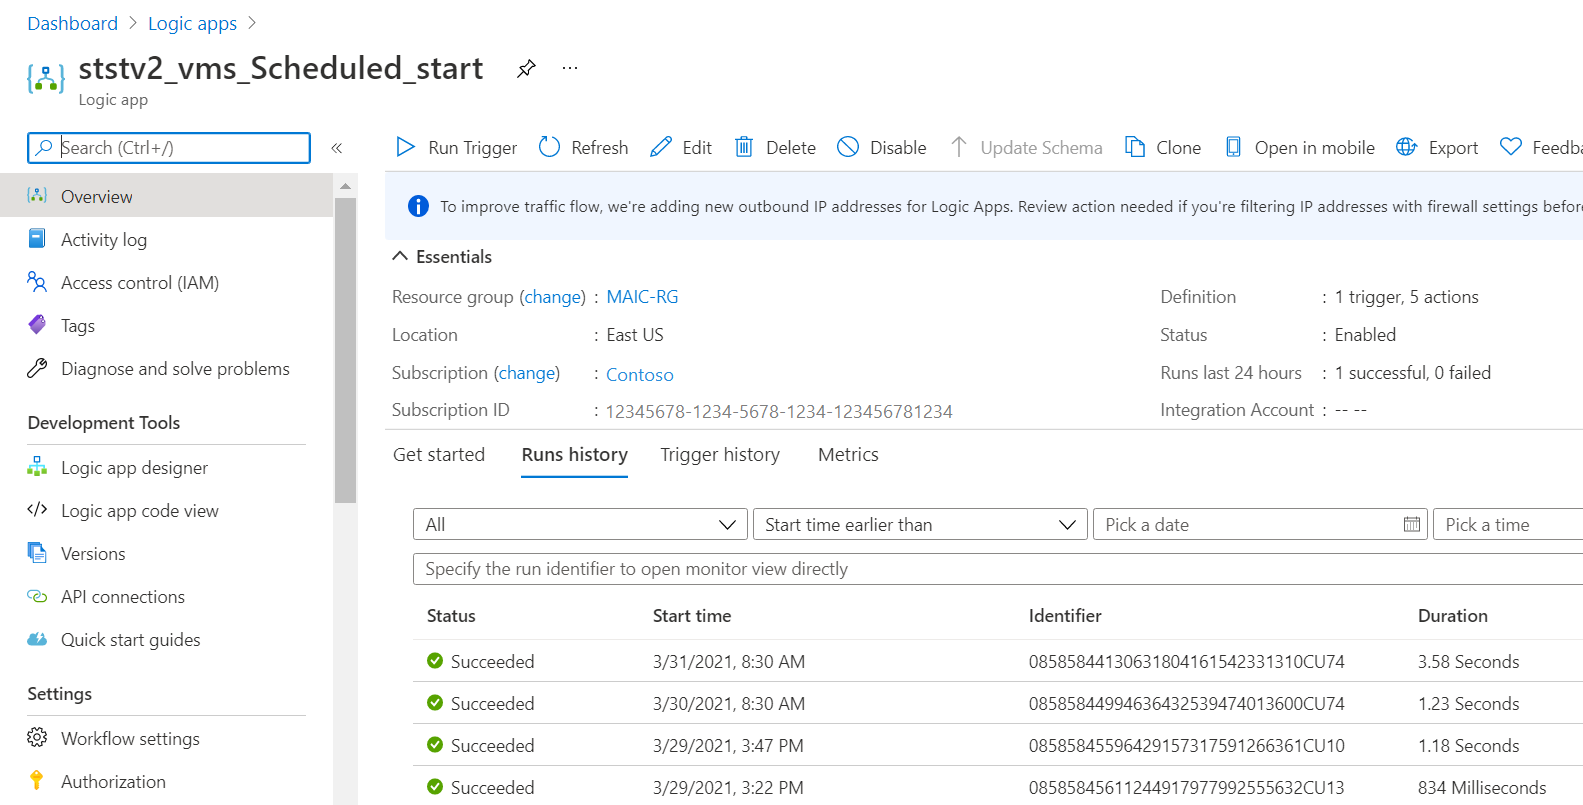 Dashboard > Logic apps >
ststv2_vms_Scheduled_start
Logic app
Search (Ctrl+/)
Overview
Activity log
Access control (IAM)
Tags
Diagnose and solve problems
Development Tools
Logic app designer
Logic app code view
Versions
API connections
Quick start guides
Settings
Workflow settings
Authorization
Run Trigger Refresh Edit Delete Disable Update Schema Clone Open in mobile Export Feedba
To improve traffic flow, we're adding new outbound IP addresses for Logic Apps. Review action needed if you're filtering IP addresses with firewall settings before
Essentials
Resource group (change) : MAIC-RG
Location : East US
Subscription (change) : Contoso
Subscription ID : 12345678-1234-5678-1234-123456781234
Definition : 1 trigger, 5 actions
Status : Enabled
Runs last 24 hours : 1 successful, 0 failed
Integration Account : -- --
Get started Runs history Trigger history Metrics
All Start time earlier than Pick a date Pick a time
Specify the run identifier to open monitor view directly
Status Start time Identifier Duration
Succeeded 3/31/2021, 8:30 AM 08585844130631804161542331310CU74 3.58 Seconds
Succeeded 3/30/2021, 8:30 AM 08585844994636432539474013600CU74 1.23 Seconds
Succeeded 3/29/2021, 3:47 PM 08585845596429157317591266361CU10 1.18 Seconds
Succeeded 3/29/2021, 3:22 PM 08585845611244917977992555632CU13 834 Milliseconds